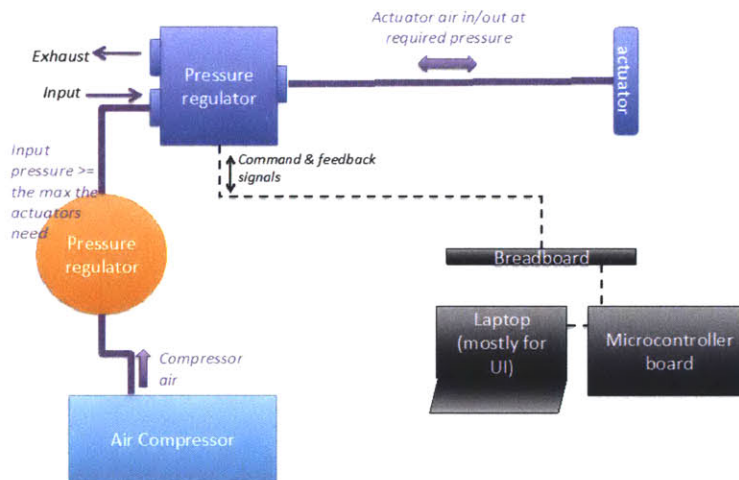 Actuator air in/out at
required pressure
Exhaust
Input
Pressure
regulator
actuator
Command & feedback
signals
Input
pressure >=
the max the
actuators
need
Pressure
regulator
Breadboard
Laptop
(mostly for
UI)
Microcontroller
board
Compressor
air
Air Compressor